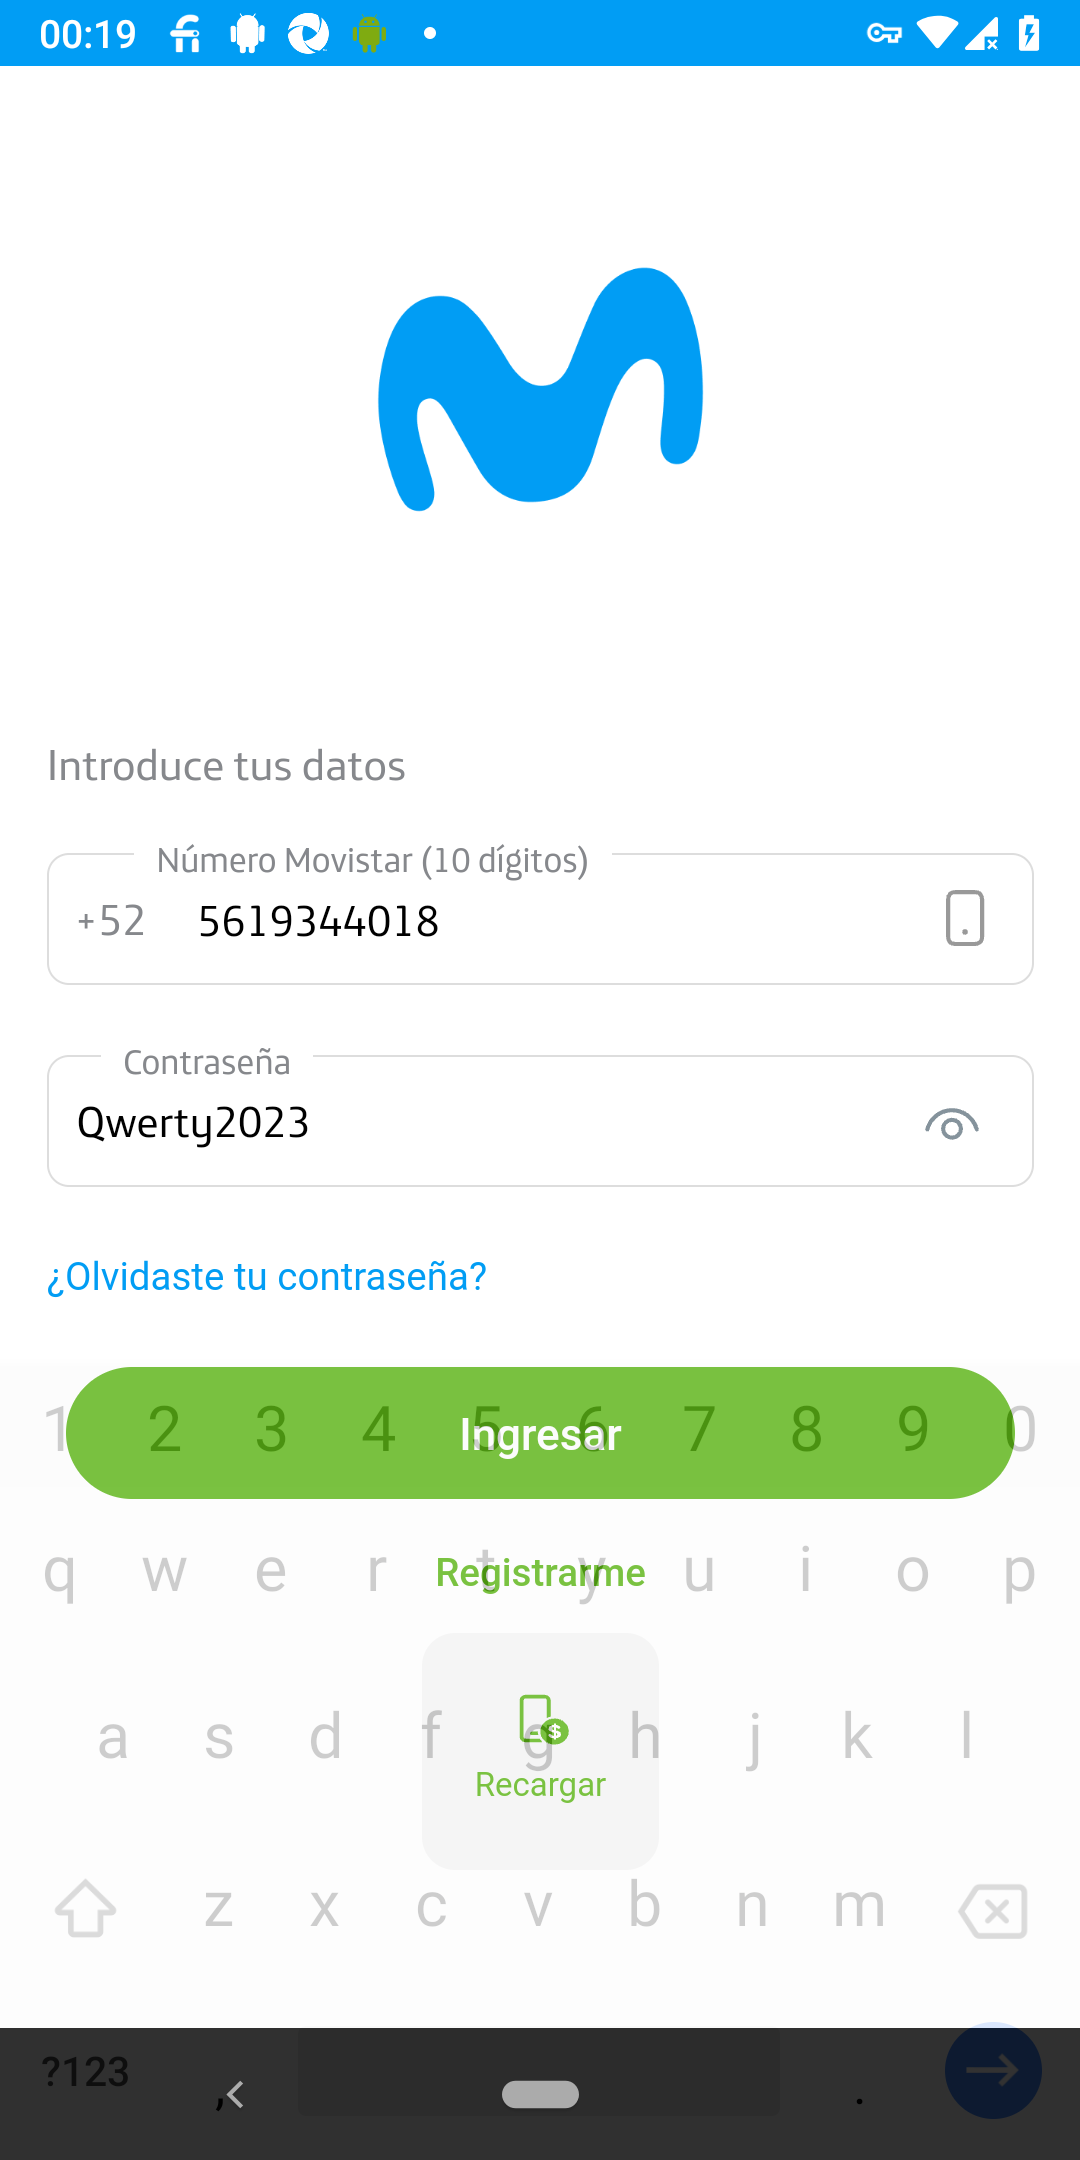 00:19
Introduce tus datos
Número Movistar (10 dígitos)
+52 5619344018
Contraseña
Qwerty2023
¿Olvidaste tu contraseña?
1 2 3 4 5 6 7 8 9 0
Ingresar
q w e r t y u i o p
Registrarme
a s d f g h j k l
$
Recargar
z x c v b n m
?123 , .